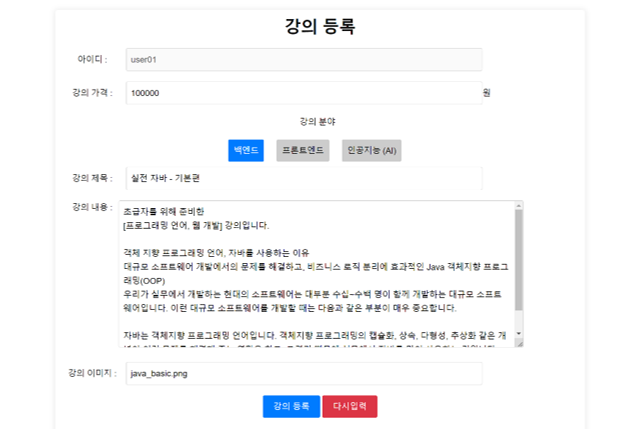 강의 등록
아이디 : user01
강의 가격 : 100000 원
강의 분야
백엔드 프론트엔드 인공지능 (AI)
강의 제목 : 실전 자바 - 기본편
강의 내용 : 초급자를 위해 준비한
[프로그래밍 언어, 웹 개발] 강의입니다.
객체 지향 프로그래밍 언어, 자바를 사용하는 이유
대규모 소프트웨어 개발에서의 문제를 해결하고, 비즈니스 로직 분리에 효과적인 Java 객체지향 프로그
래밍(OOP)
우리가 실무에서 개발하는 현대의 소프트웨어는 대부분 수십~수백 명이 함께 개발하는 대규모 소프트
웨어입니다. 이런 대규모 소프트웨어를 개발할 때는 다음과 같은 부분이 매우 중요합니다.
자바는 객체지향 프로그래밍 언어입니다. 객체지향 프로그래밍의 캡슐화, 상속, 다형성, 추상화 같은 개
강의 이미지 : java_basic.png
강의 등록 다시입력